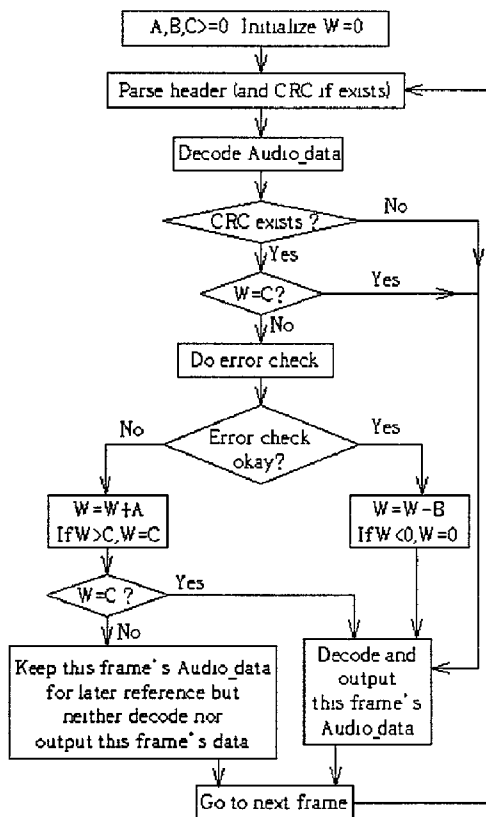 A,B,C>=0 Initialize W=0
Parse header (and CRC if exists)
Decode Audio_data
CRC exists ?
No
Yes
W=C?
Yes
No
Do error check
Error check
okay?
No
Yes
W=W+A
If W>C, W=C
W=W-B
If W<0, W=0
W=C ?
Yes
No
Keep this frame's Audio_data
for later reference but
neither decode nor
output this frame's data
Decode and
output
this frame's
Audio_data
Go to next frame